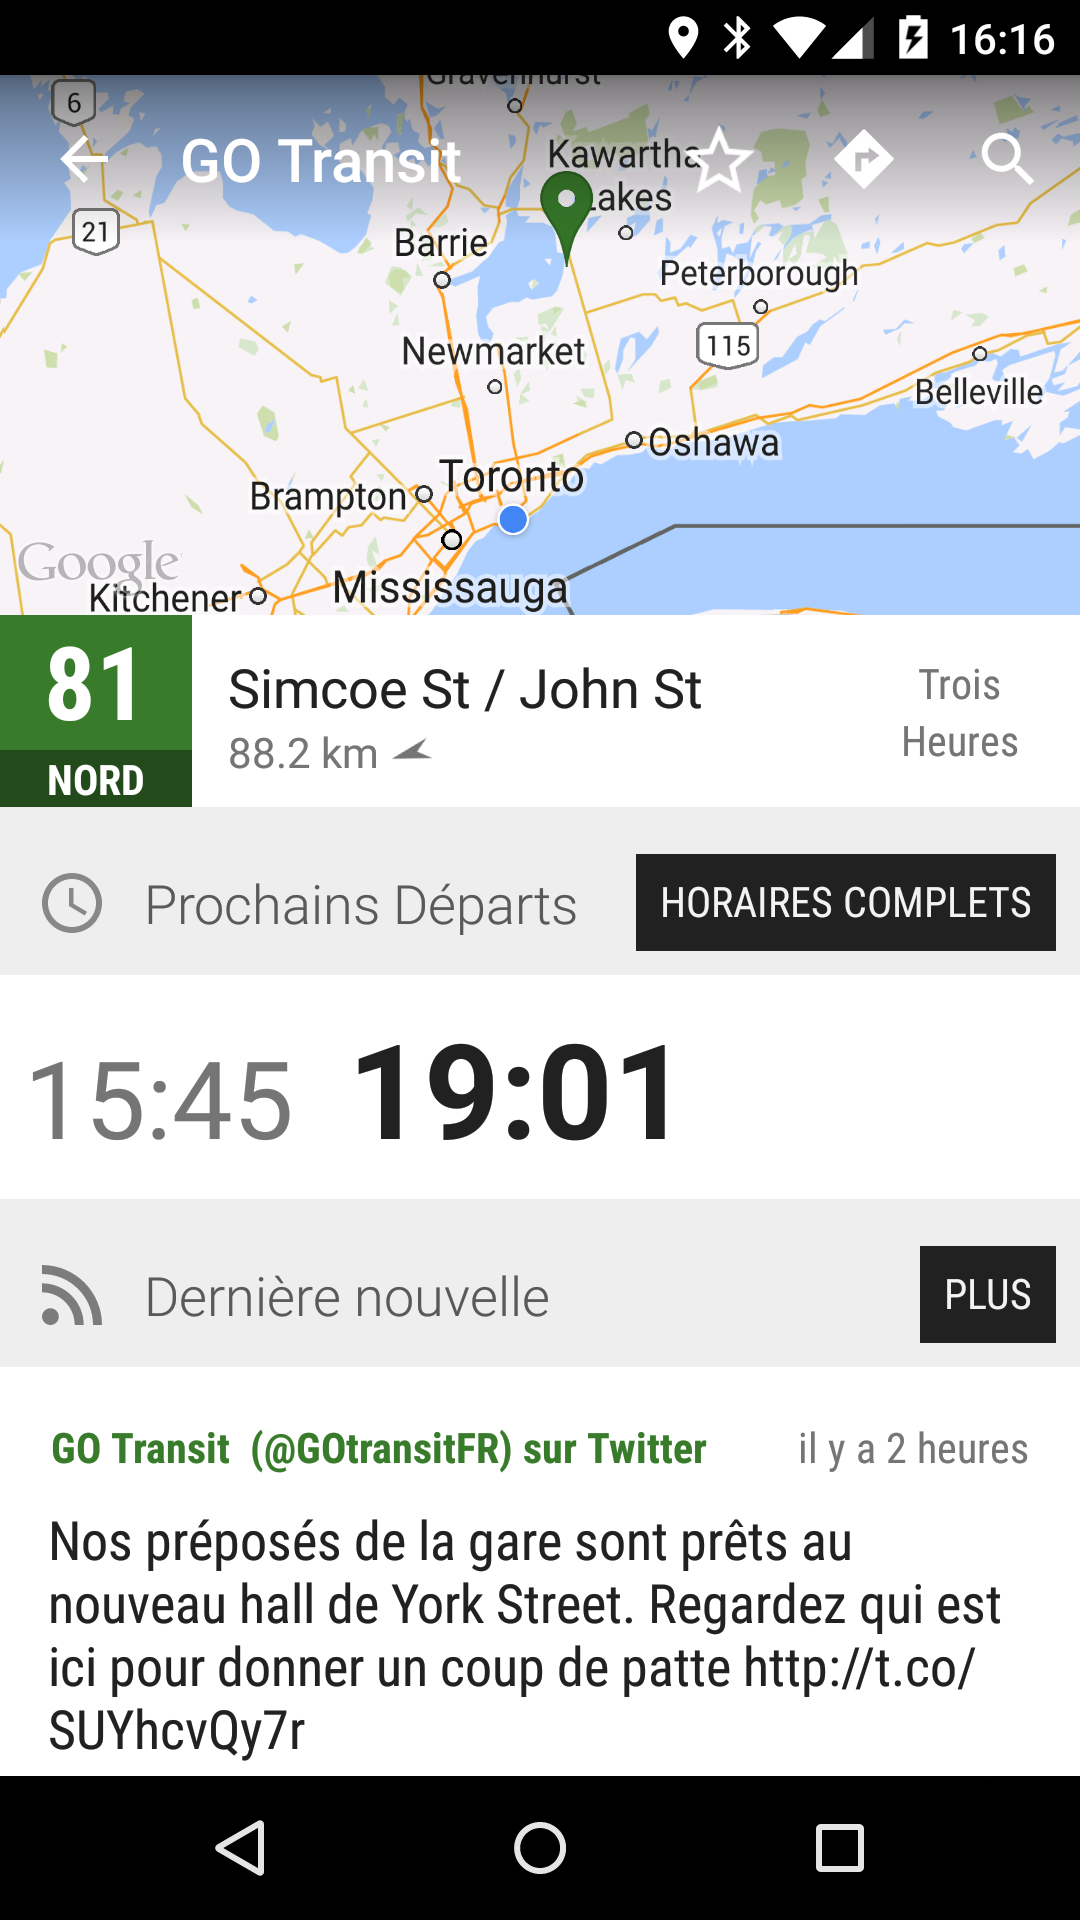 16:16
Gravenhurst
6
GO Transit
Kawartha
Lakes
21
Barrie
Peterborough
Newmarket
115
Belleville
Oshawa
Toronto
Brampton
Google
Kitchener
Mississauga
81
NORD
Simcoe St / John St
88.2 km
Trois
Heures
Prochains Départs
HORAIRES COMPLETS
15:45 19:01
Dernière nouvelle
PLUS
GO Transit (@GOtransitFR) sur Twitter
il y a 2 heures
Nos préposés de la gare sont prêts au
nouveau hall de York Street. Regardez qui est
ici pour donner un coup de patte http://t.co/
SUYhcvQy7r